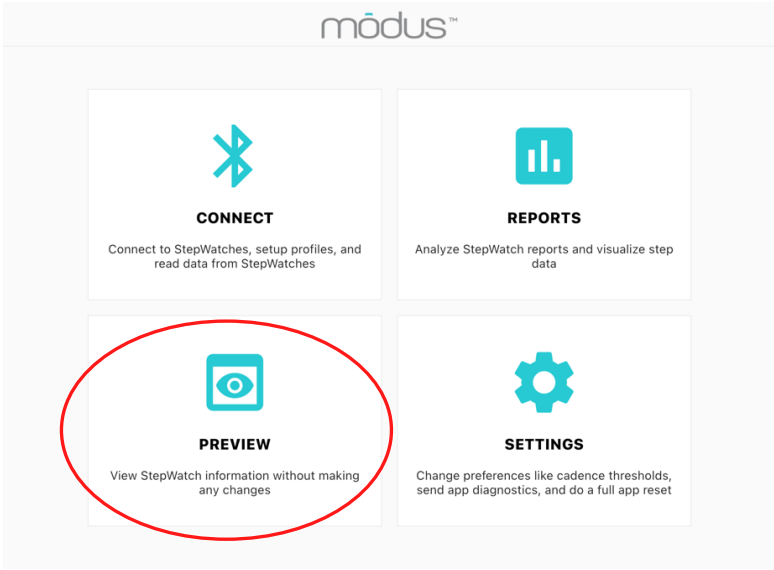 mōdus™
CONNECT
Connect to StepWatches, setup profiles, and
read data from StepWatches
REPORTS
Analyze StepWatch reports and visualize step
data
PREVIEW
View StepWatch information without making
any changes
SETTINGS
Change preferences like cadence thresholds,
send app diagnostics, and do a full app reset